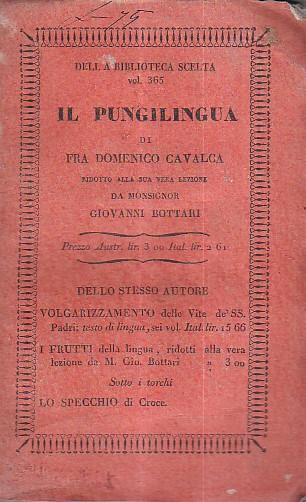 L-75
DELLA BIBLIOTECA SCELTA
vol. 365
IL PUNGILINGUA
DI
FRA DOMENICO CAVALCA
RIDOTTO ALLA SUA VERA LEZIONE
DA MONSIGNOR
GIOVANNI BOTTARI
Prezzo Austr. lir. 3 00 Ital. lir. 2 61
DELLO STESSO AUTORE
VOLGARIZZAMENTO delle Vite de' SS.
Padri; testo di lingua, sei vol. Ital. lir. 15 66
I FRUTTI della lingua, ridotti alla vera
lezione da M. Gio. Bottari " 3 00
Sotto i torchi
LO SPECCHIO di Croce.